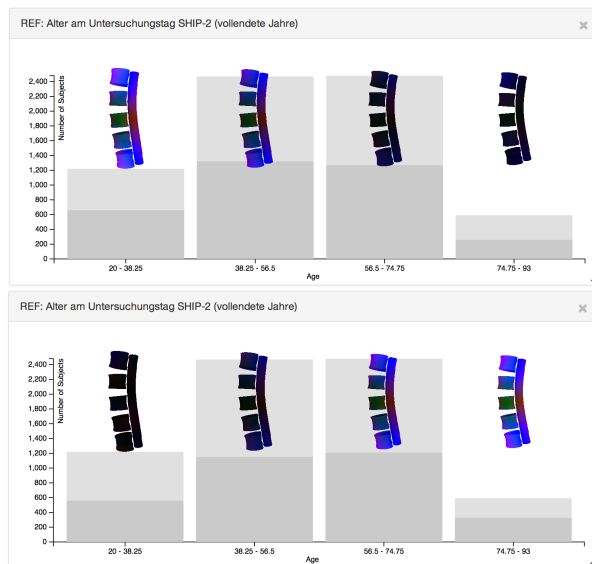 REF: Alter am Untersuchungstag SHIP-2 (vollendete Jahre)
×
Number of Subjects
2,400
2,200
2,000
1,800
1,600
1,400
1,200
1,000
800
600
400
200
0
20 - 38.25
38.25 - 56.5
56.5 - 74.75
74.75 - 93
Age
REF: Alter am Untersuchungstag SHIP-2 (vollendete Jahre)
×
Number of Subjects
2,400
2,200
2,000
1,800
1,600
1,400
1,200
1,000
800
600
400
200
0
20 - 38.25
38.25 - 56.5
56.5 - 74.75
74.75 - 93
Age